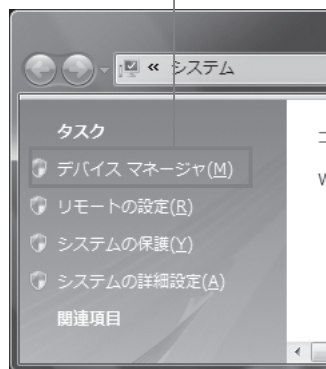 « システム
タスク
デバイス マネージャ(M)
リモートの設定(R)
システムの保護(Y)
システムの詳細設定(A)
関連項目